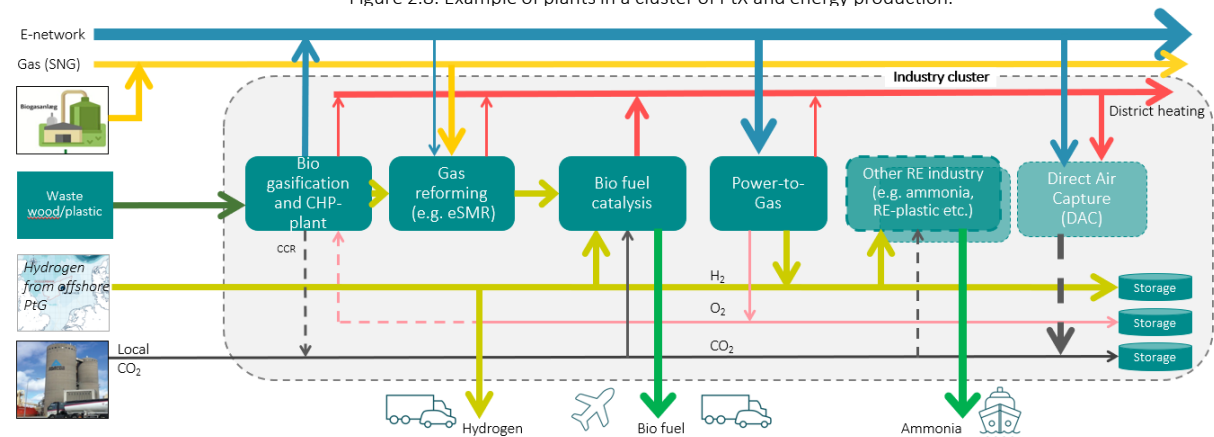 Figure 2.8: Example of plants in a cluster of PtX and energy production.
E-network
Gas (SNG)
Industry cluster
Biogasanlæg
District heating
Waste
wood/plastic
Bio
gasification
and CHP-
plant
Gas
reforming
(e.g. eSMR)
Bio fuel
catalysis
Power-to-
Gas
Other RE industry
(e.g. ammonia,
RE-plastic etc.)
Direct Air
Capture
(DAC)
CCR
Hydrogen
from offshore
PtG
H2
Storage
O2
Storage
Local
CO2
CO2
Storage
Hydrogen
Bio fuel
Ammonia